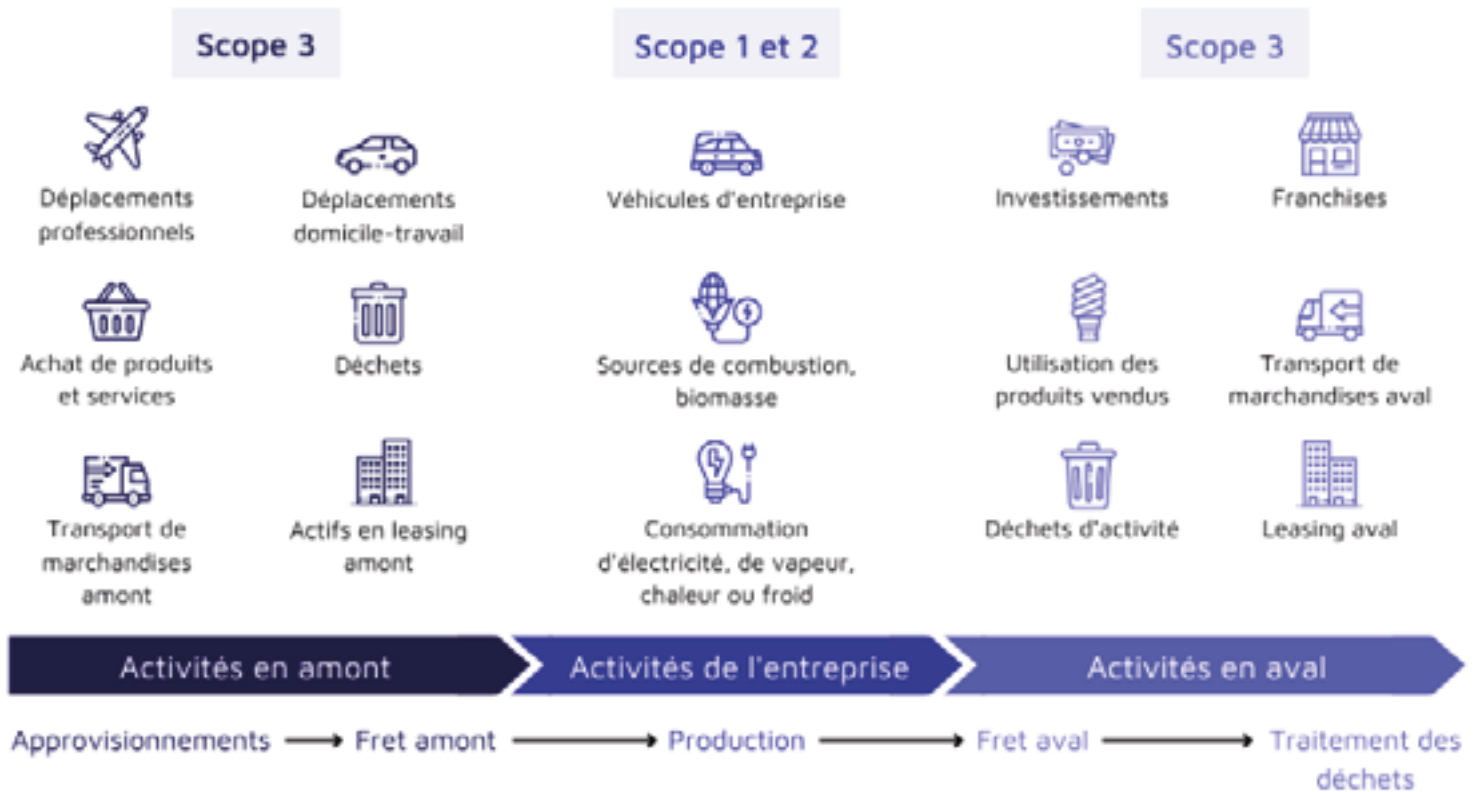 Scope 3
Scope 1 et 2
Scope 3
Déplacements
professionnels
Déplacements
domicile-travail
Véhicules d'entreprise
Investissements
Franchises
Achat de produits
et services
Déchets
Sources de combustion,
biomasse
Utilisation des
produits vendus
Transport de
marchandises aval
Transport de
marchandises
amont
Actifs en leasing
amont
Consommation
d'électricité, de vapeur,
chaleur ou froid
Déchets d'activité
Leasing aval
Activités en amont
Activités de l'entreprise
Activités en aval
Approvisionnements
Fret amont
Production
Fret aval
Traitement des
déchets